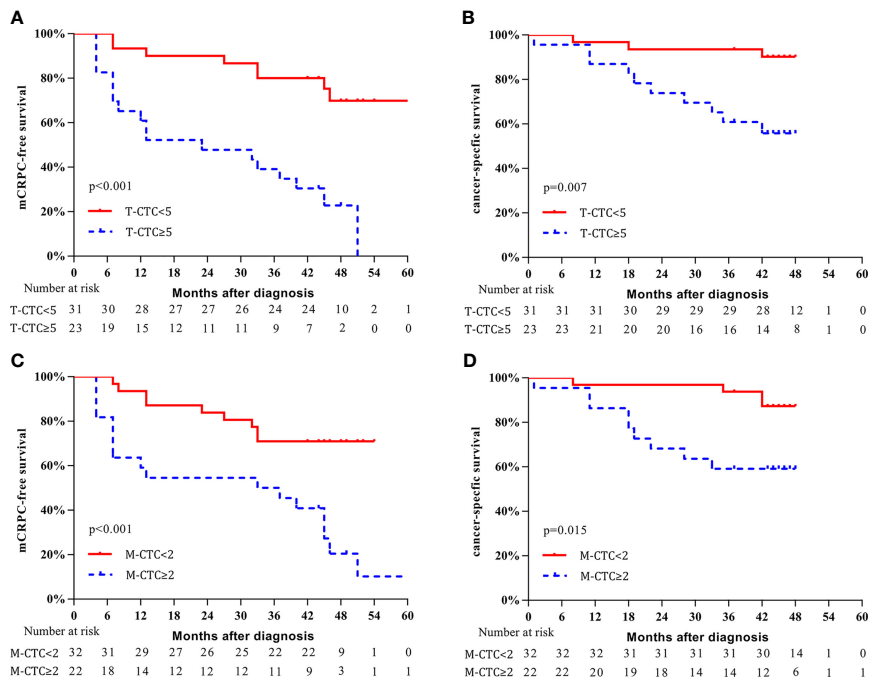 A
100%
80%
60%
40%
20%
0%
mCRPC-free survival
p<0.001
T-CTC<5
T-CTC≥5
0 6 12 18 24 30 36 42 48 54 60
Number at risk
Months after diagnosis
T-CTC<5 31 30 28 27 27 26 24 24 10 2 1
T-CTC≥5 23 19 15 12 11 11 9 7 2 0 0
B
100%
80%
60%
40%
20%
0%
cancer-specfic survival
p=0.007
T-CTC<5
T-CTC≥5
0 6 12 18 24 30 36 42 48 54 60
Number at risk
Months after diagnosis
T-CTC<5 31 31 31 30 29 29 29 28 12 1 0
T-CTC≥5 23 23 21 20 20 16 16 14 8 1 0
C
100%
80%
60%
40%
20%
0%
mCRPC-free survival
p<0.001
M-CTC<2
M-CTC≥2
0 6 12 18 24 30 36 42 48 54 60
Number at risk
Months after diagnosis
M-CTC<2 32 31 29 27 26 25 22 22 9 1 0
M-CTC≥2 22 18 14 12 12 12 11 9 3 1 1
D
100%
80%
60%
40%
20%
0%
cancer-specfic survival
p=0.015
M-CTC<2
M-CTC≥2
0 6 12 18 24 30 36 42 48 54 60
Number at risk
Months after diagnosis
M-CTC<2 32 32 32 31 31 31 31 30 14 1 0
M-CTC≥2 22 22 20 19 18 14 14 12 6 1 1